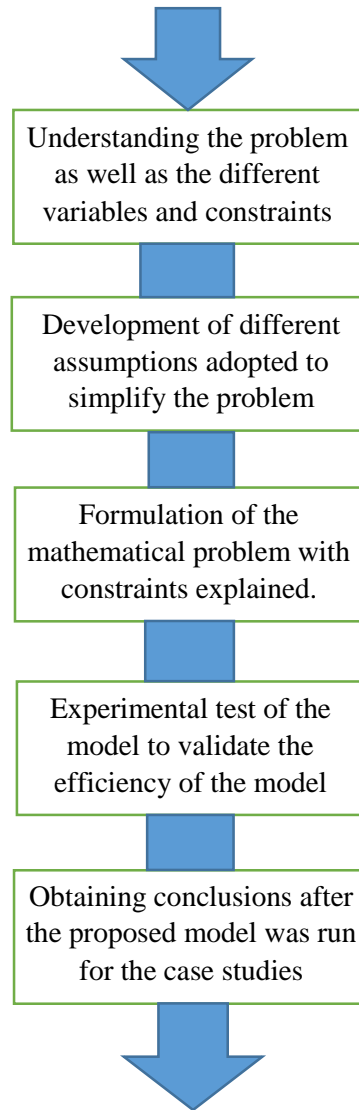 Understanding the problem
as well as the different
variables and constraints
Development of different
assumptions adopted to
simplify the problem
Formulation of the
mathematical problem with
constraints explained.
Experimental test of the
model to validate the
efficiency of the model
Obtaining conclusions after
the proposed model was run
for the case studies